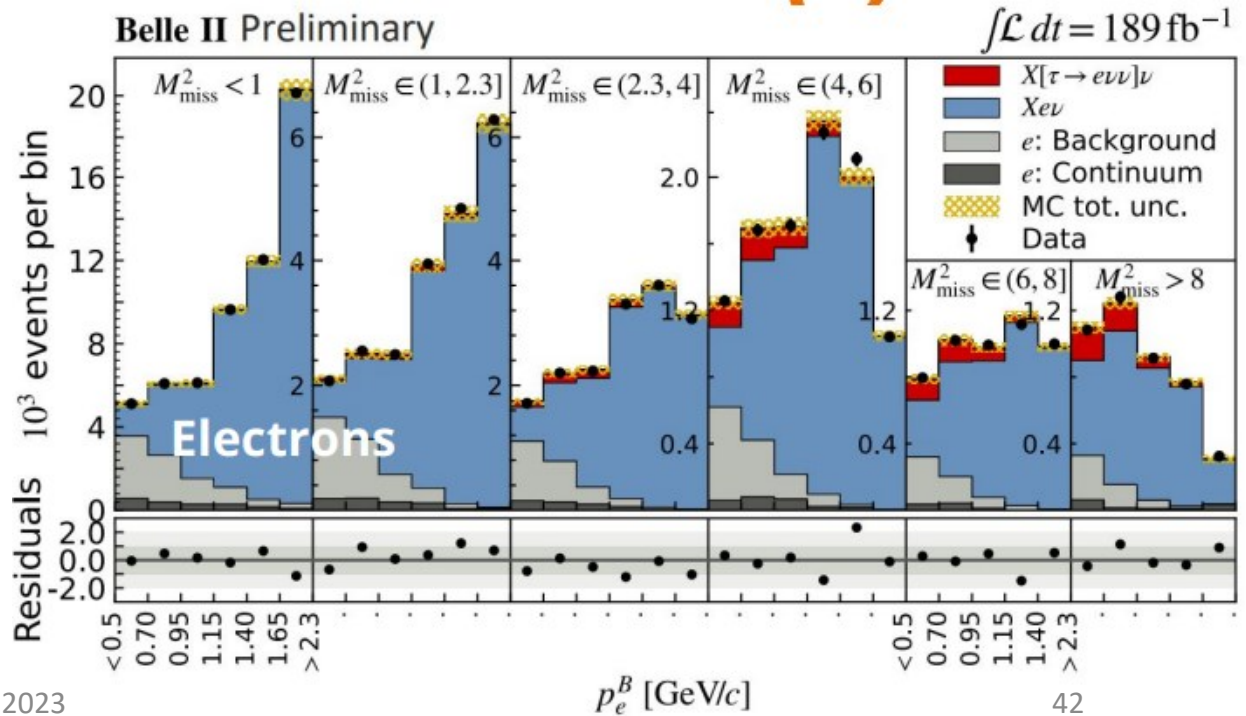 Belle II Preliminary
∫ℒ dt = 189 fb⁻¹
10³ events per bin
20
16
12
8
4
0
M²miss < 1
M²miss ∈ (1, 2.3]
M²miss ∈ (2.3, 4]
M²miss ∈ (4, 6]
6
4
2
6
4
2
1.2
0.4
2.0
1.2
0.4
X[τ → eνν]ν
Xeν
e: Background
e: Continuum
MC tot. unc.
Data
M²miss ∈ (6, 8]
M²miss > 8
1.2
0.4
Electrons
Residuals
2.0
0.0
-2.0
< 0.5
0.70
0.95
1.15
1.40
1.65
> 2.3
< 0.5
0.70
0.95
1.15
1.40
> 2.3
pᴮₑ [GeV/c]
2023
42